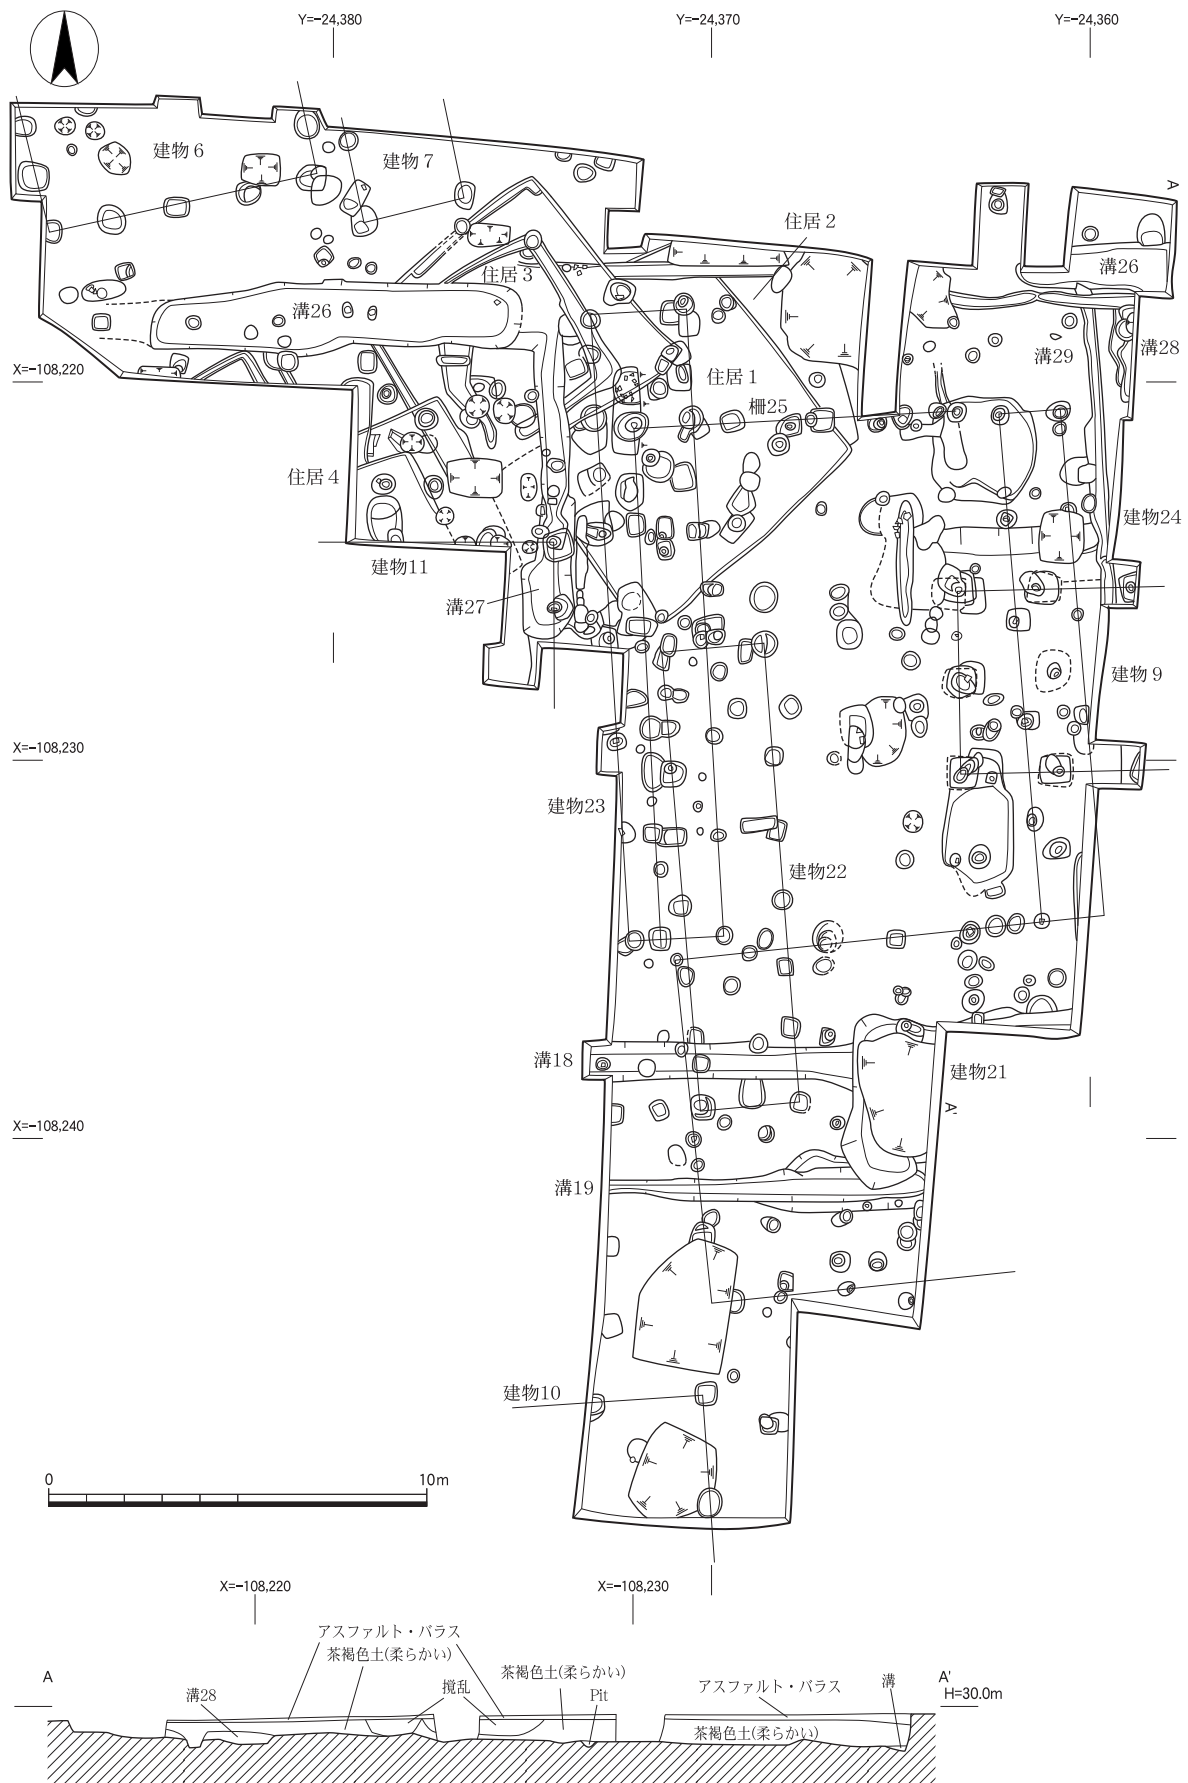 Y=−24,380
Y=−24,370
Y=−24,360
A
建物6
建物7
住居2
溝26
住居3
溝26
溝28
溝29
X=−108,220
住居1
柵25
住居4
建物24
建物11
溝27
建物9
X=−108,230
建物23
建物22
溝18
建物21
A'
X=−108,240
溝19
建物10
0
10m
X=−108,220
X=−108,230
アスファルト・バラス
茶褐色土(柔らかい)
茶褐色土(柔らかい)
A
溝28
撹乱
Pit
アスファルト・バラス
溝
A'
H=30.0m
茶褐色土(柔らかい)